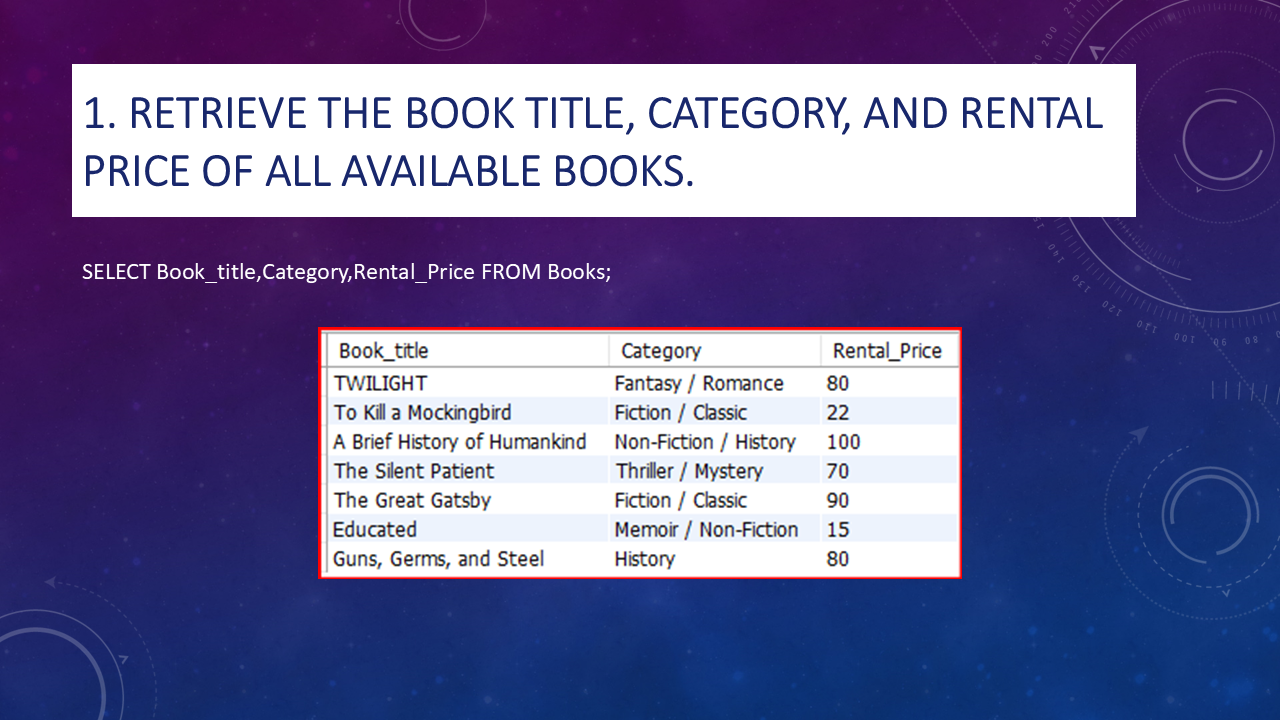 1. RETRIEVE THE BOOK TITLE, CATEGORY, AND RENTAL
PRICE OF ALL AVAILABLE BOOKS.
SELECT Book_title,Category,Rental_Price FROM Books;
Book_title Category Rental_Price
TWILIGHT Fantasy / Romance 80
To Kill a Mockingbird Fiction / Classic 22
A Brief History of Humankind Non-Fiction / History 100
The Silent Patient Thriller / Mystery 70
The Great Gatsby Fiction / Classic 90
Educated Memoir / Non-Fiction 15
Guns, Germs, and Steel History 80